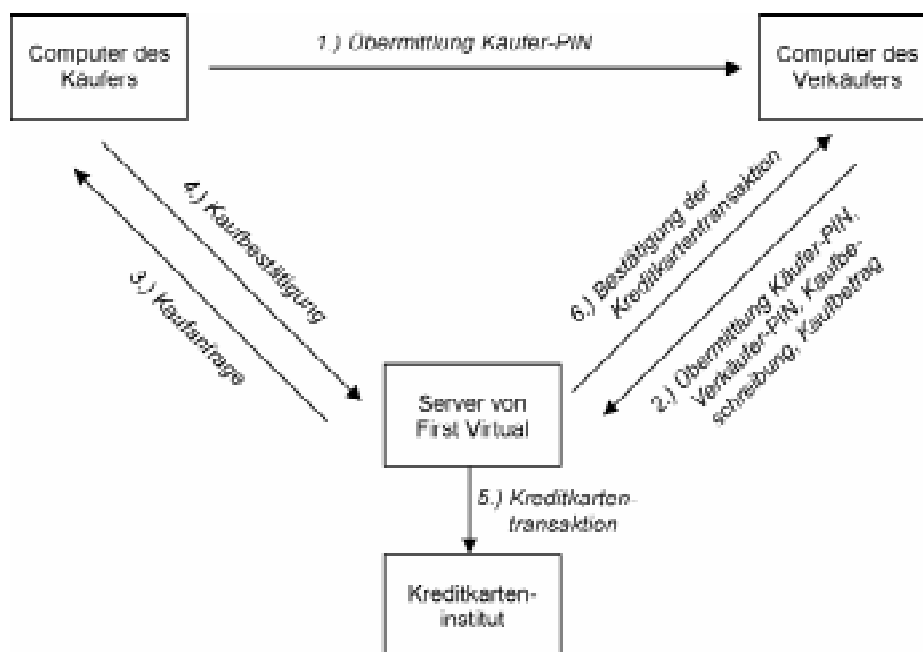 Computer des
Käufers
1.) Übermittlung Käufer-PIN
Computer des
Verkäufers
4.) Kaufbestätigung
3.) Kaufanfrage
6.) Bestätigung der
Kreditkartentransaktion
2.) Übermittlung Käufer-PIN,
Verkäufer-PIN, Kaufbe-
schreibung, Kaufbetrag
Server von
First Virtual
5.) Kreditkarten-
transaktion
Kreditkarten-
institut